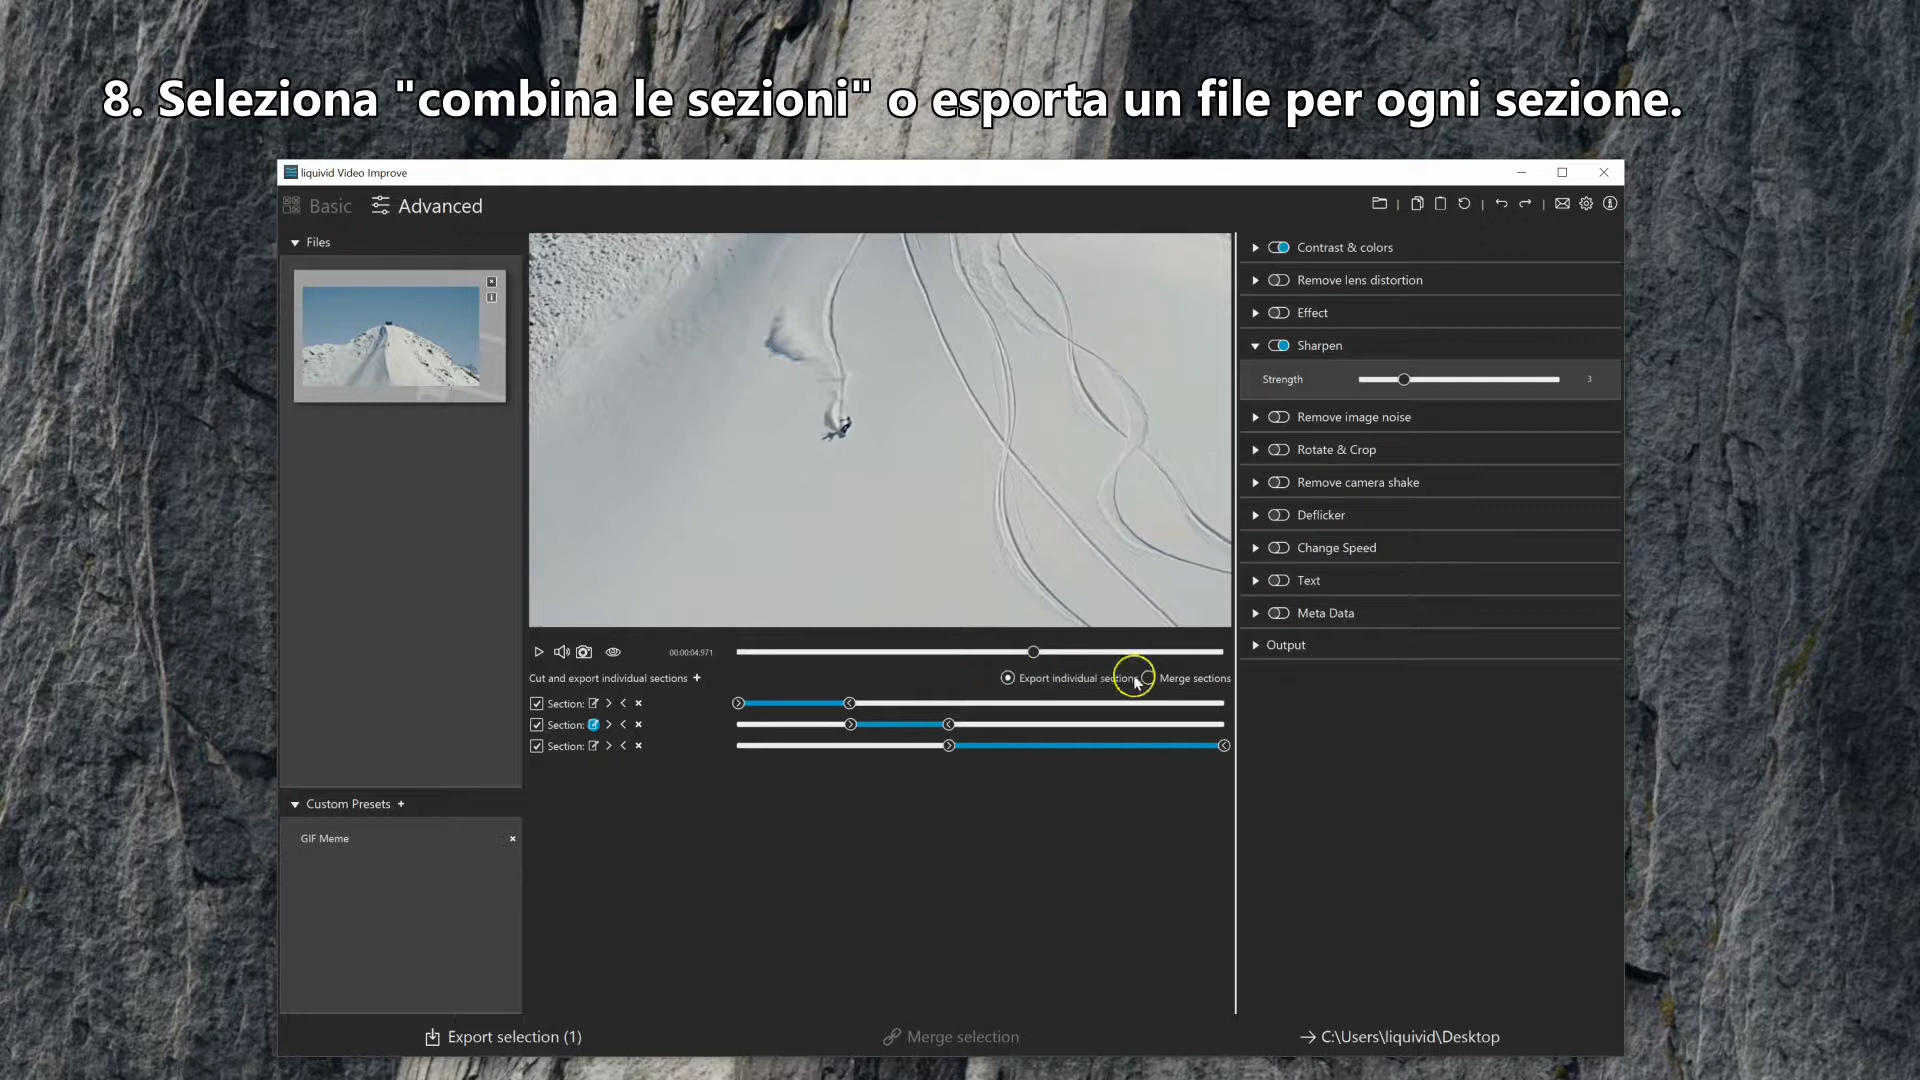 8. Seleziona "combina le sezioni" o esporta un file per ogni sezione.
liquivid Video Improve
Basic Advanced
Files
Contrast & colors
Remove lens distortion
Effect
Sharpen
Strength 3
Remove image noise
Rotate & Crop
Remove camera shake
Deflicker
Change Speed
Text
Meta Data
Output
00:00:04.971
Cut and export individual sections +
Export individual sections Merge sections
Section:
Section:
Section:
Custom Presets +
GIF Meme
Export selection (1)
Merge selection
C:\Users\liquivid\Desktop